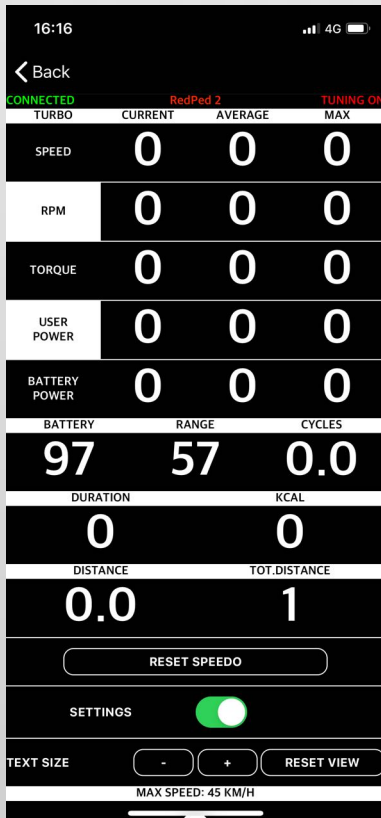 16:16 4G
Back
CONNECTED RedPed 2 TUNING ON
TURBO CURRENT AVERAGE MAX
SPEED 0 0 0
RPM 0 0 0
TORQUE 0 0 0
USER
POWER 0 0 0
BATTERY
POWER 0 0 0
BATTERY RANGE CYCLES
97 57 0.0
DURATION KCAL
0 0
DISTANCE TOT.DISTANCE
0.0 1
RESET SPEEDO
SETTINGS
TEXT SIZE - + RESET VIEW
MAX SPEED: 45 KM/H